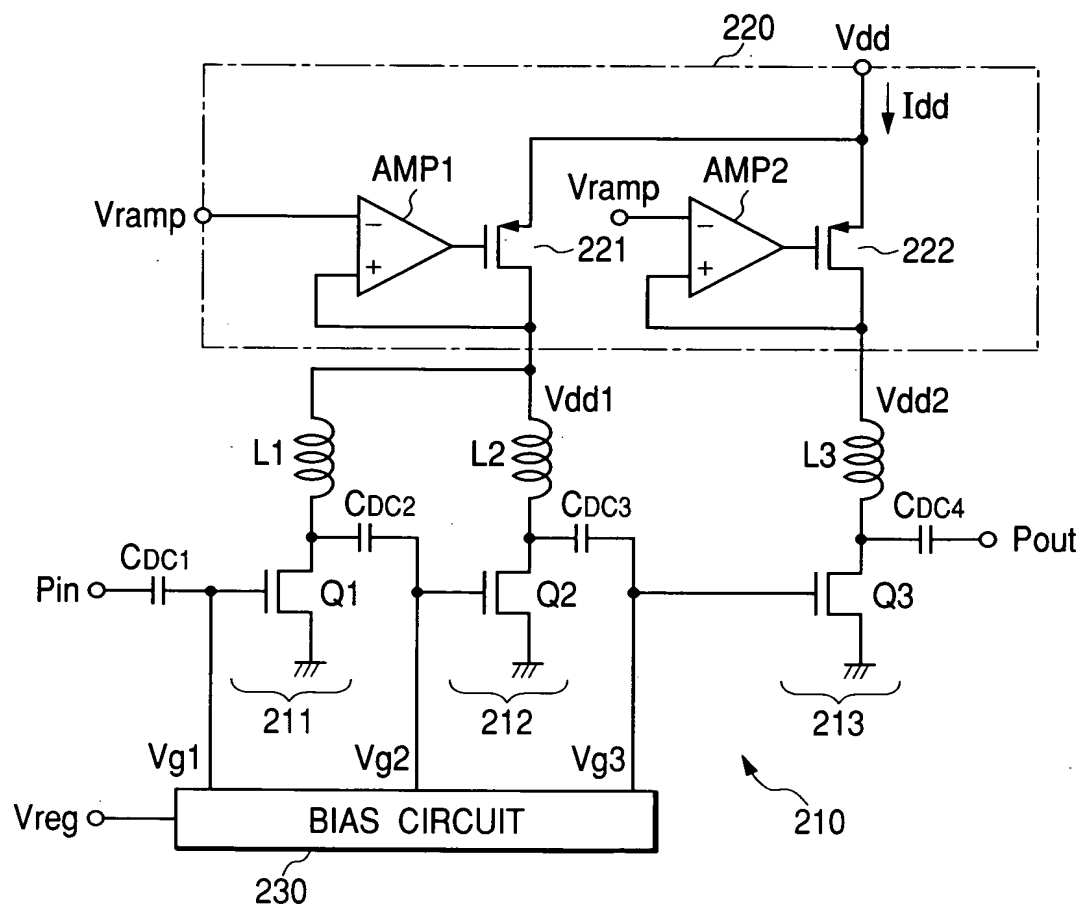 220
Vdd
Idd
AMP1
Vramp
AMP2
Vramp
−
+
221
−
+
222
Vdd1
Vdd2
L1
L2
L3
CDC2
CDC3
CDC4
CDC1
Pout
Pin
Q1
Q2
Q3
211
212
213
Vg1
Vg2
Vg3
Vreg
BIAS CIRCUIT
210
230